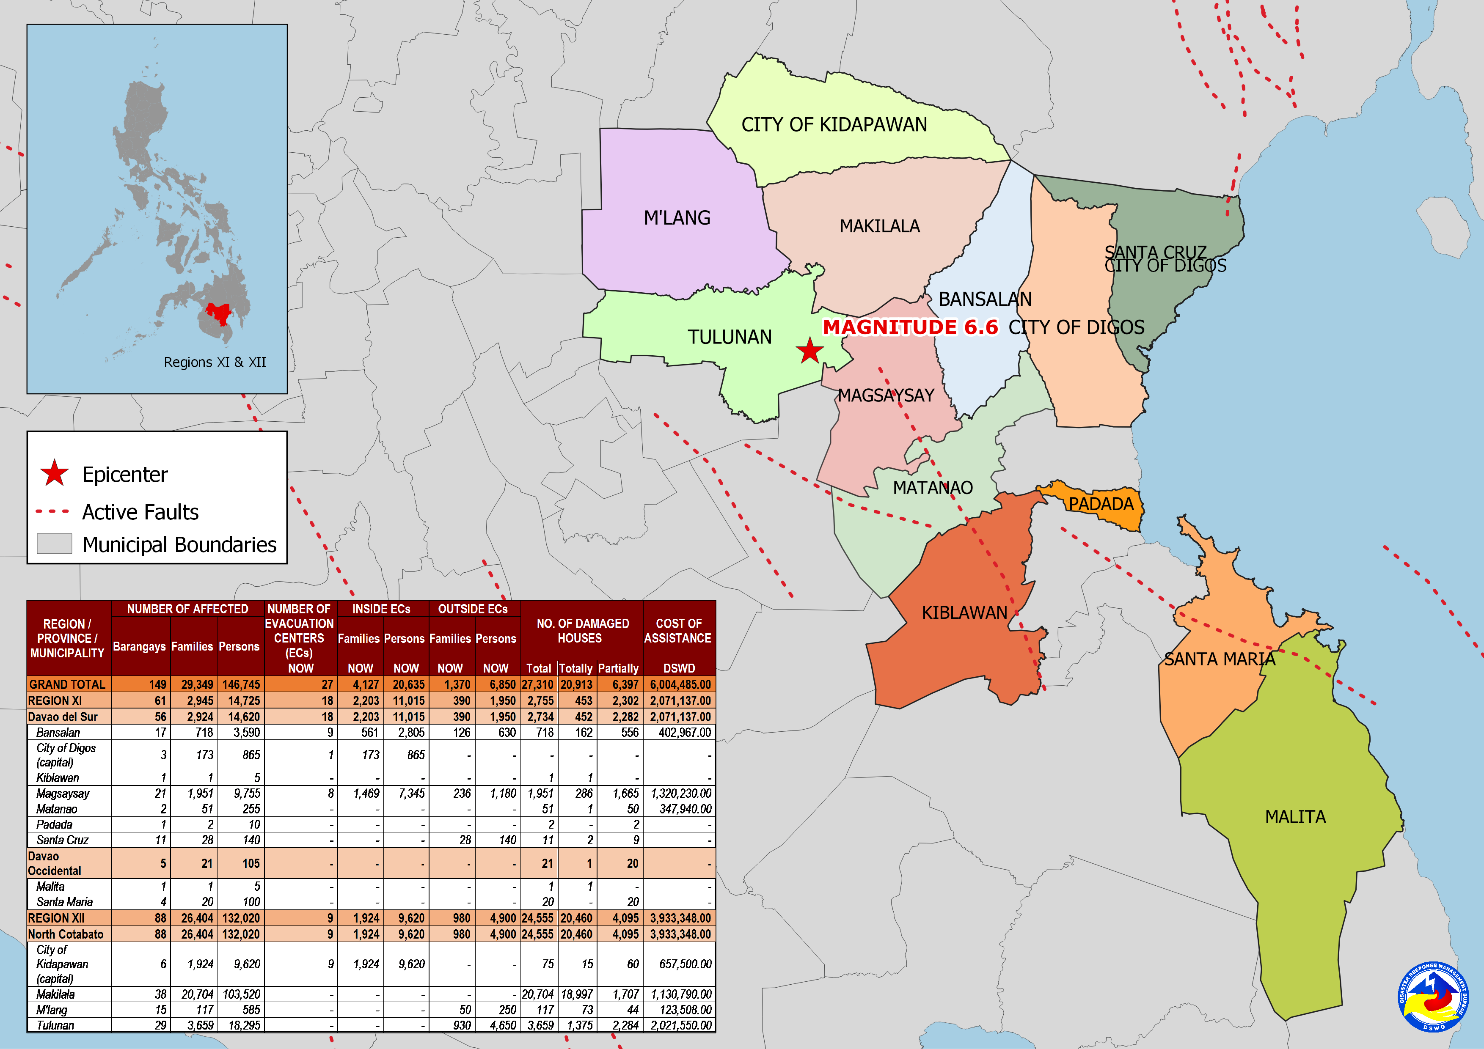 Regions XI & XII
Epicenter
Active Faults
Municipal Boundaries
CITY OF KIDAPAWAN
M'LANG
MAKILALA
SANTA CRUZ
CITY OF DIGOS
BANSALAN
MAGNITUDE 6.6
CITY OF DIGOS
TULUNAN
MAGSAYSAY
MATANAO
PADADA
KIBLAWAN
SANTA MARIA
MALITA
REGION / PROVINCE / MUNICIPALITY
NUMBER OF AFFECTED
NUMBER OF EVACUATION CENTERS (ECs)
INSIDE ECs
OUTSIDE ECs
NO. OF DAMAGED HOUSES
COST OF ASSISTANCE
Barangays Families Persons Families Persons Families Persons
NOW NOW NOW NOW NOW Total Totally Partially DSWD
GRAND TOTAL 149 29,349 146,745 27 4,127 20,635 1,370 6,850 27,310 20,913 6,397 6,004,485.00
REGION XI 61 2,945 14,725 18 2,203 11,015 390 1,950 2,755 453 2,302 2,071,137.00
Davao del Sur 56 2,924 14,620 18 2,203 11,015 390 1,950 2,734 452 2,282 2,071,137.00
Bansalan 17 718 3,590 9 561 2,805 126 630 718 162 556 402,967.00
City of Digos (capital) 3 173 865 1 173 865 - - - - - -
Kiblawan 1 1 5 - - - - - 1 1 - -
Magsaysay 21 1,951 9,755 8 1,469 7,345 236 1,180 1,951 286 1,665 1,320,230.00
Matanao 2 51 255 - - - - - 51 1 50 347,940.00
Padada 1 2 10 - - - - - 2 - 2 -
Santa Cruz 11 28 140 - - - 28 140 11 2 9 -
Davao Occidental 5 21 105 - - - - - 21 1 20 -
Malita 1 1 5 - - - - - 1 1 - -
Santa Maria 4 20 100 - - - - - 20 - 20 -
REGION XII 88 26,404 132,020 9 1,924 9,620 980 4,900 24,555 20,460 4,095 3,933,348.00
North Cotabato 88 26,404 132,020 9 1,924 9,620 980 4,900 24,555 20,460 4,095 3,933,348.00
City of Kidapawan (capital) 6 1,924 9,620 9 1,924 9,620 - - 75 15 60 657,500.00
Makilala 38 20,704 103,520 - - - - - 20,704 18,997 1,707 1,130,790.00
M'lang 15 117 585 - - - 50 250 117 73 44 123,508.00
Tulunan 29 3,659 18,295 - - - 930 4,650 3,659 1,375 2,284 2,021,550.00
DISASTER RESPONSE MANAGEMENT BUREAU
DSWD